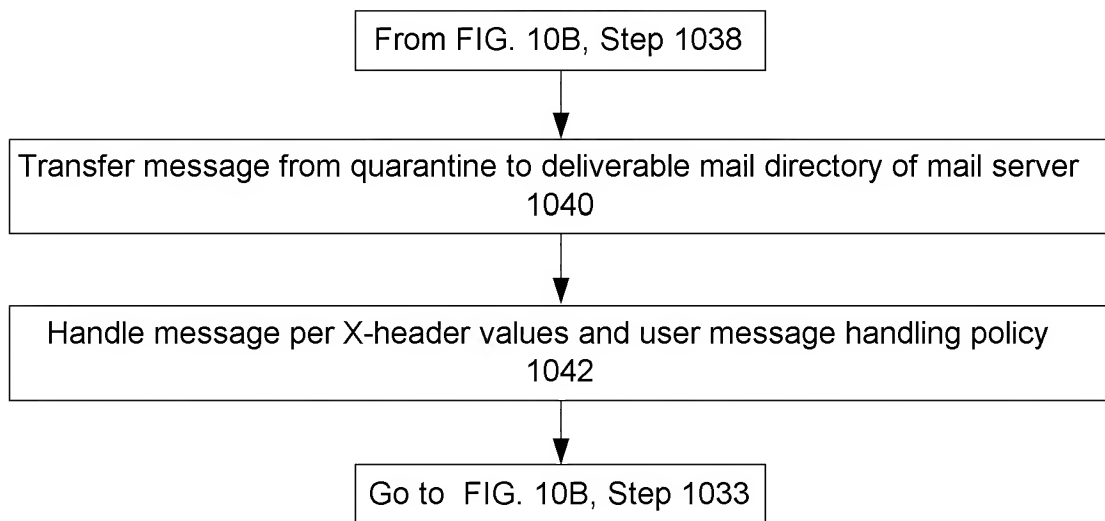 From FIG. 10B, Step 1038
Transfer message from quarantine to deliverable mail directory of mail server
1040
Handle message per X-header values and user message handling policy
1042
Go to FIG. 10B, Step 1033